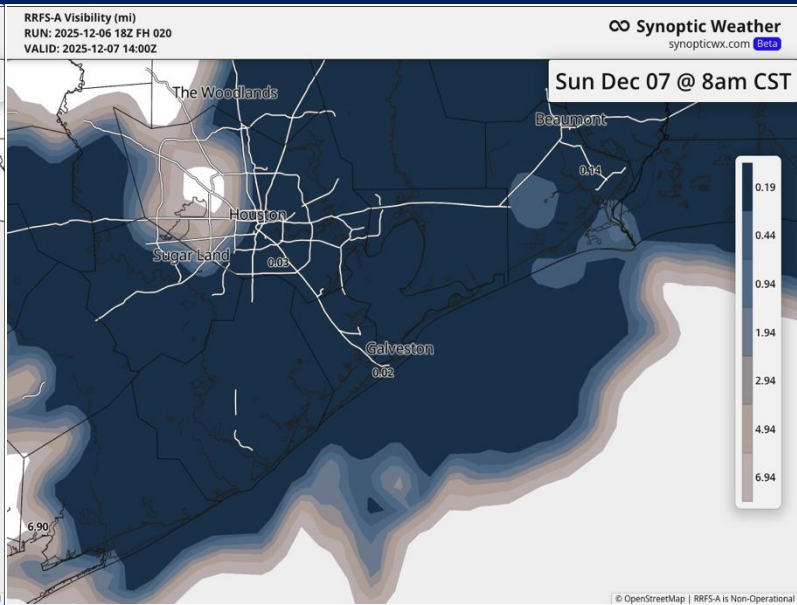 RRFS-A Visibility (mi)
RUN: 2025-12-06 18Z FH 020
VALID: 2025-12-07 14:00Z
Synoptic Weather
synopticwx.com Beta
Sun Dec 07 @ 8am CST
The Woodlands
Beaumont
0.14
Houston
Sugar Land
0.03
Galveston
0.02
6.90
0.19
0.44
0.94
1.94
2.94
4.94
6.94
© OpenStreetMap | RRFS-A is Non-Operational